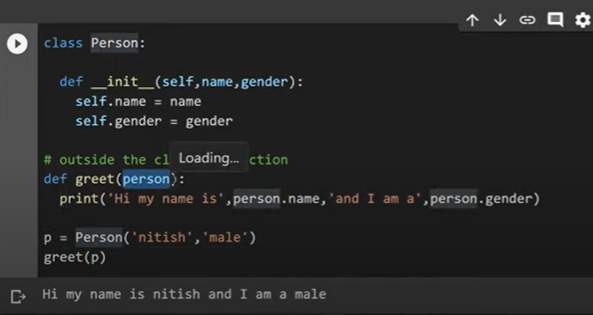 class Person:
def __init__(self,name,gender):
self.name = name
self.gender = gender
# outside the cl Loading... ction
def greet(person):
print('Hi my name is',person.name,'and I am a',person.gender)
p = Person('nitish','male')
greet(p)
Hi my name is nitish and I am a male